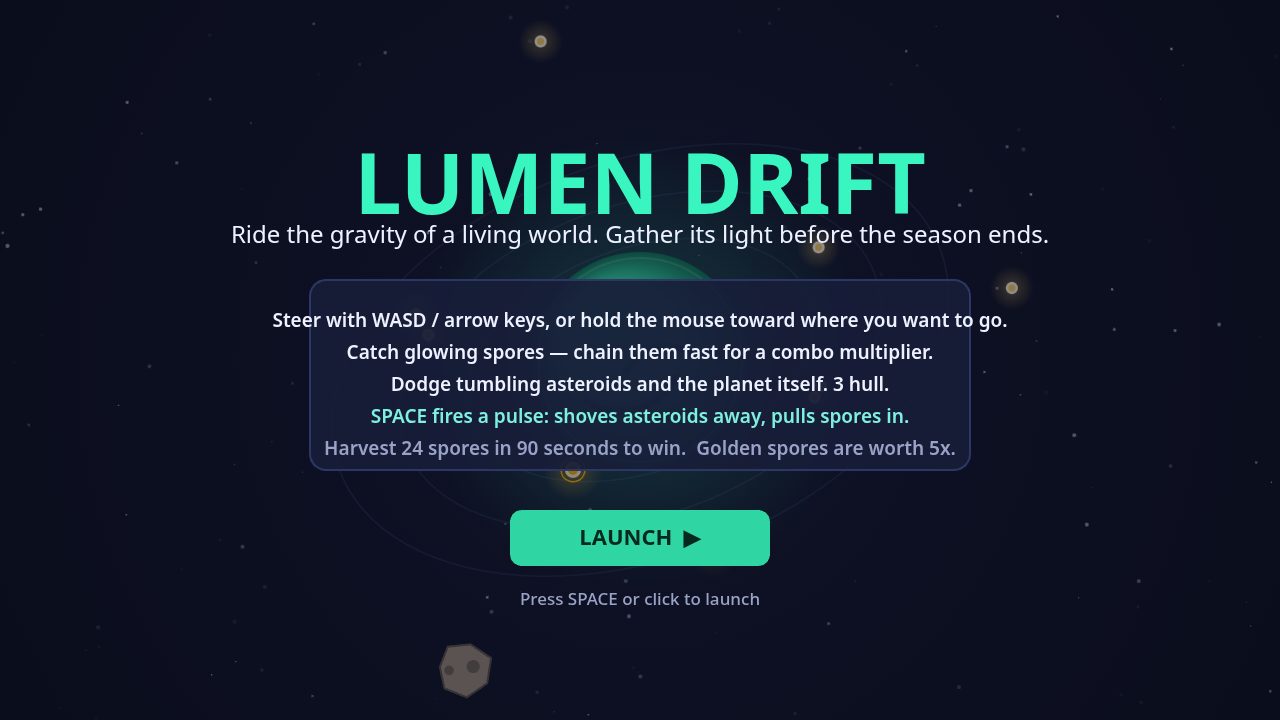 LUMEN DRIFT
Ride the gravity of a living world. Gather its light before the season ends.
Steer with WASD / arrow keys, or hold the mouse toward where you want to go.
Catch glowing spores — chain them fast for a combo multiplier.
Dodge tumbling asteroids and the planet itself. 3 hull.
SPACE fires a pulse: shoves asteroids away, pulls spores in.
Harvest 24 spores in 90 seconds to win.  Golden spores are worth 5x.
LAUNCH ▶
Press SPACE or click to launch